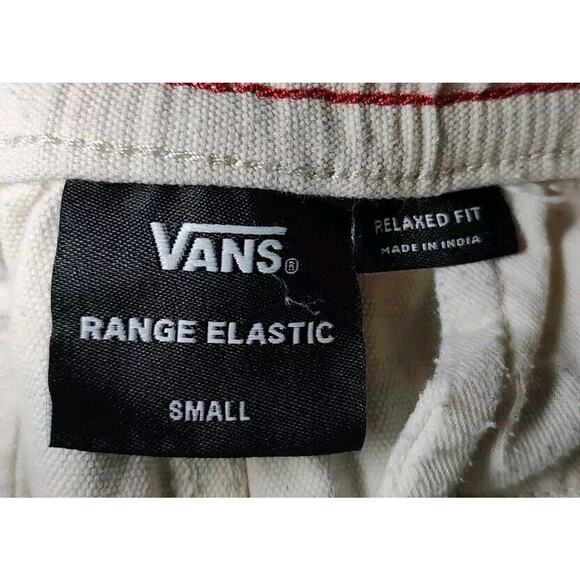 VANS®
RANGE ELASTIC
SMALL
RELAXED FIT
MADE IN INDIA